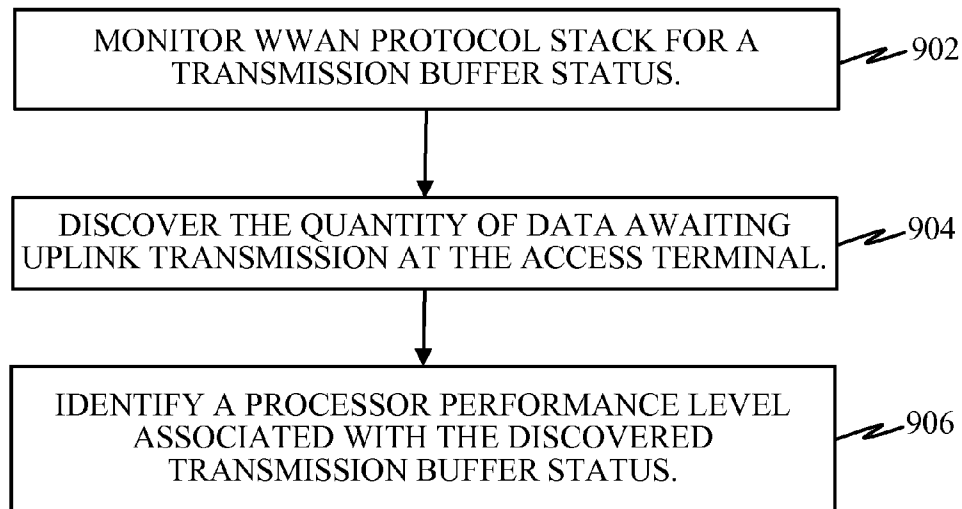 MONITOR WWAN PROTOCOL STACK FOR A
TRANSMISSION BUFFER STATUS.
902
DISCOVER THE QUANTITY OF DATA AWAITING
UPLINK TRANSMISSION AT THE ACCESS TERMINAL.
904
IDENTIFY A PROCESSOR PERFORMANCE LEVEL
ASSOCIATED WITH THE DISCOVERED
TRANSMISSION BUFFER STATUS.
906